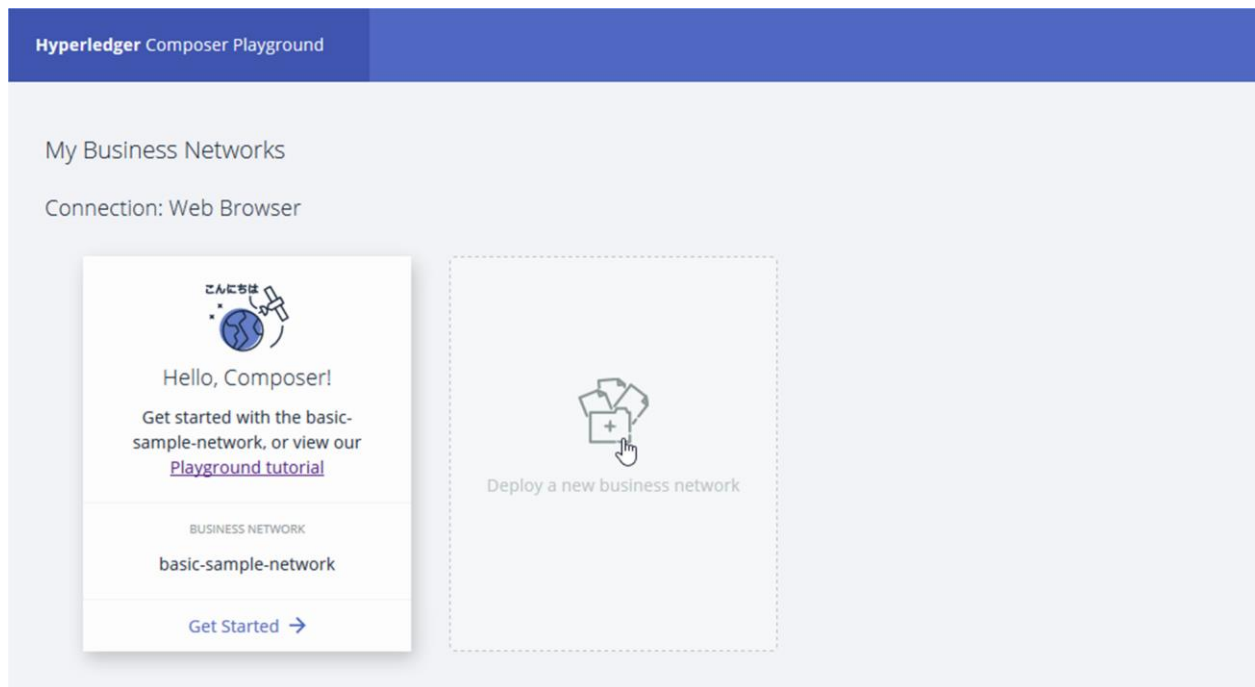 Hyperledger Composer Playground
My Business Networks
Connection: Web Browser
こんにちは
Hello, Composer!
Get started with the basic-
sample-network, or view our
Playground tutorial
BUSINESS NETWORK
basic-sample-network
Get Started
Deploy a new business network